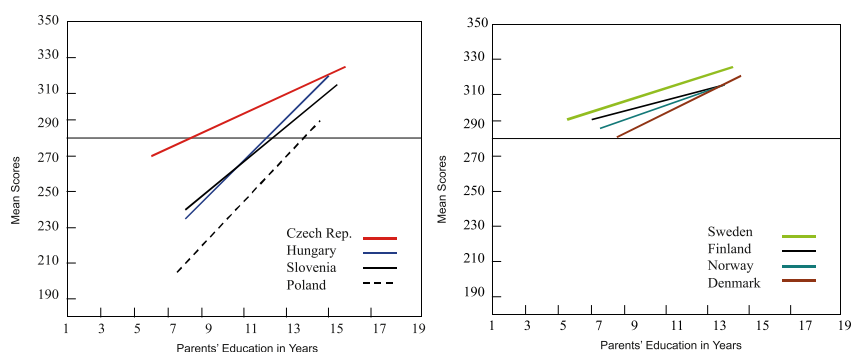 350
330
310
290
270
250
230
210
190
Mean Scores
1 3 5 7 9 11 13 15 17 19
Parents' Education in Years
Czech Rep.
Hungary
Slovenia
Poland
350
330
310
290
270
250
230
210
190
Mean Scores
1 3 5 7 9 11 13 15 17 19
Parents' Education in Years
Sweden
Finland
Norway
Denmark